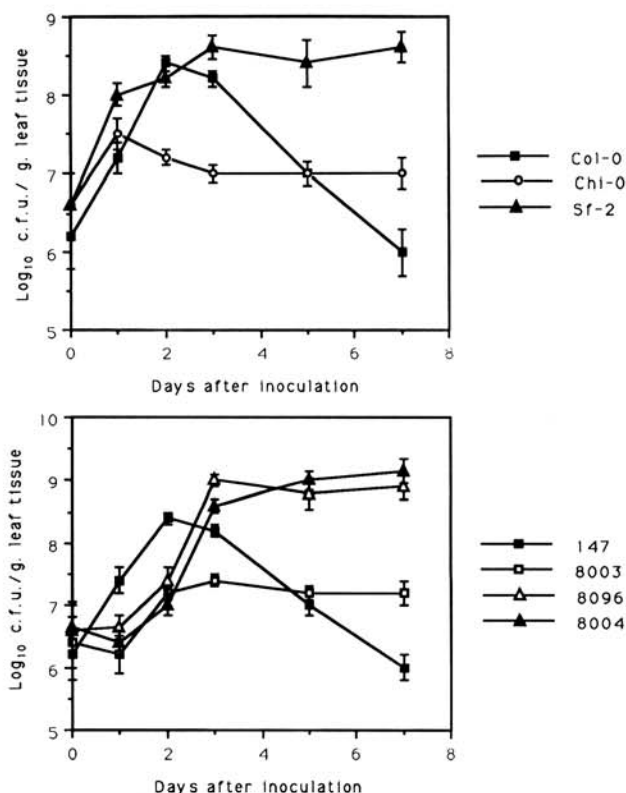 9
8
7
6
5
0 2 4 6 8
Log₁₀ c.f.u./ g. leaf tissue
Days after inoculation
Col-0
Chi-0
Sf-2
10
9
8
7
6
5
0 2 4 6 8
Log₁₀ c.f.u./g. leaf tissue
Days after inoculation
147
8003
8096
8004